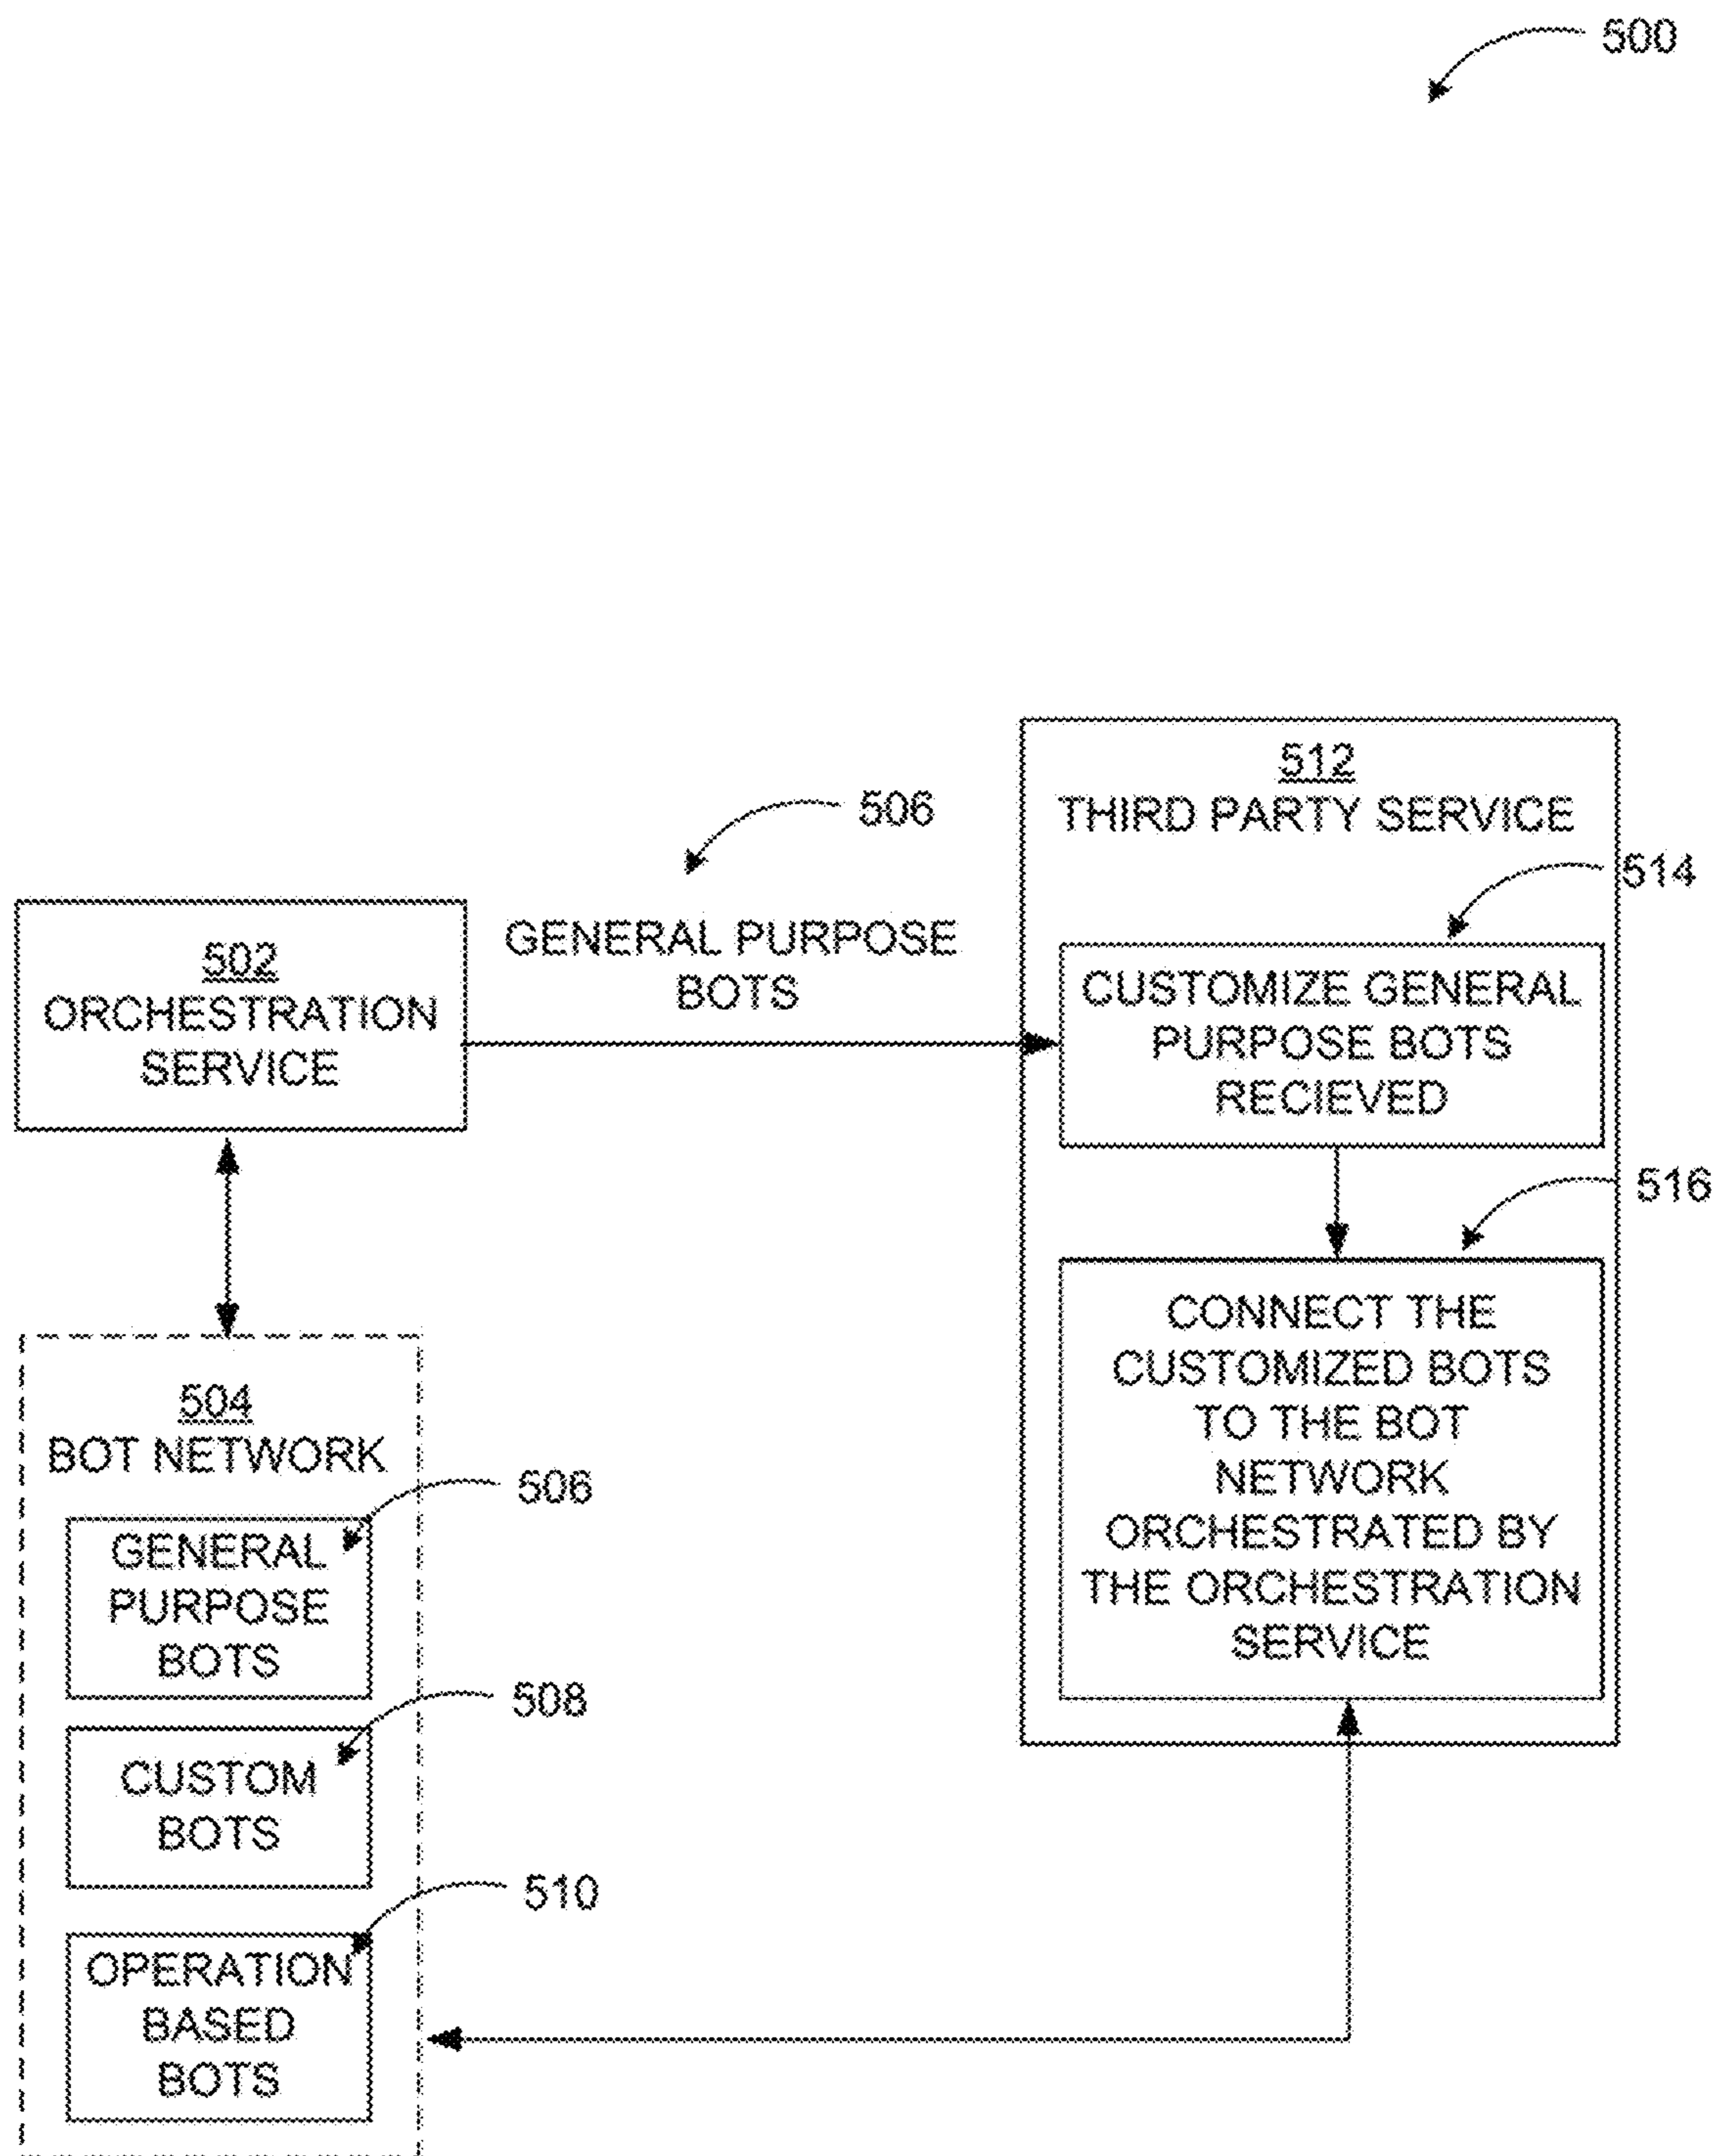 500
506
GENERAL PURPOSE
BOTS
502
ORCHESTRATION
SERVICE
512
THIRD PARTY SERVICE
514
CUSTOMIZE GENERAL
PURPOSE BOTS
RECIEVED
516
CONNECT THE
CUSTOMIZED BOTS
TO THE BOT
NETWORK
ORCHESTRATED BY
THE ORCHESTRATION
SERVICE
504
BOT NETWORK
506
GENERAL
PURPOSE
BOTS
508
CUSTOM
BOTS
510
OPERATION
BASED
BOTS